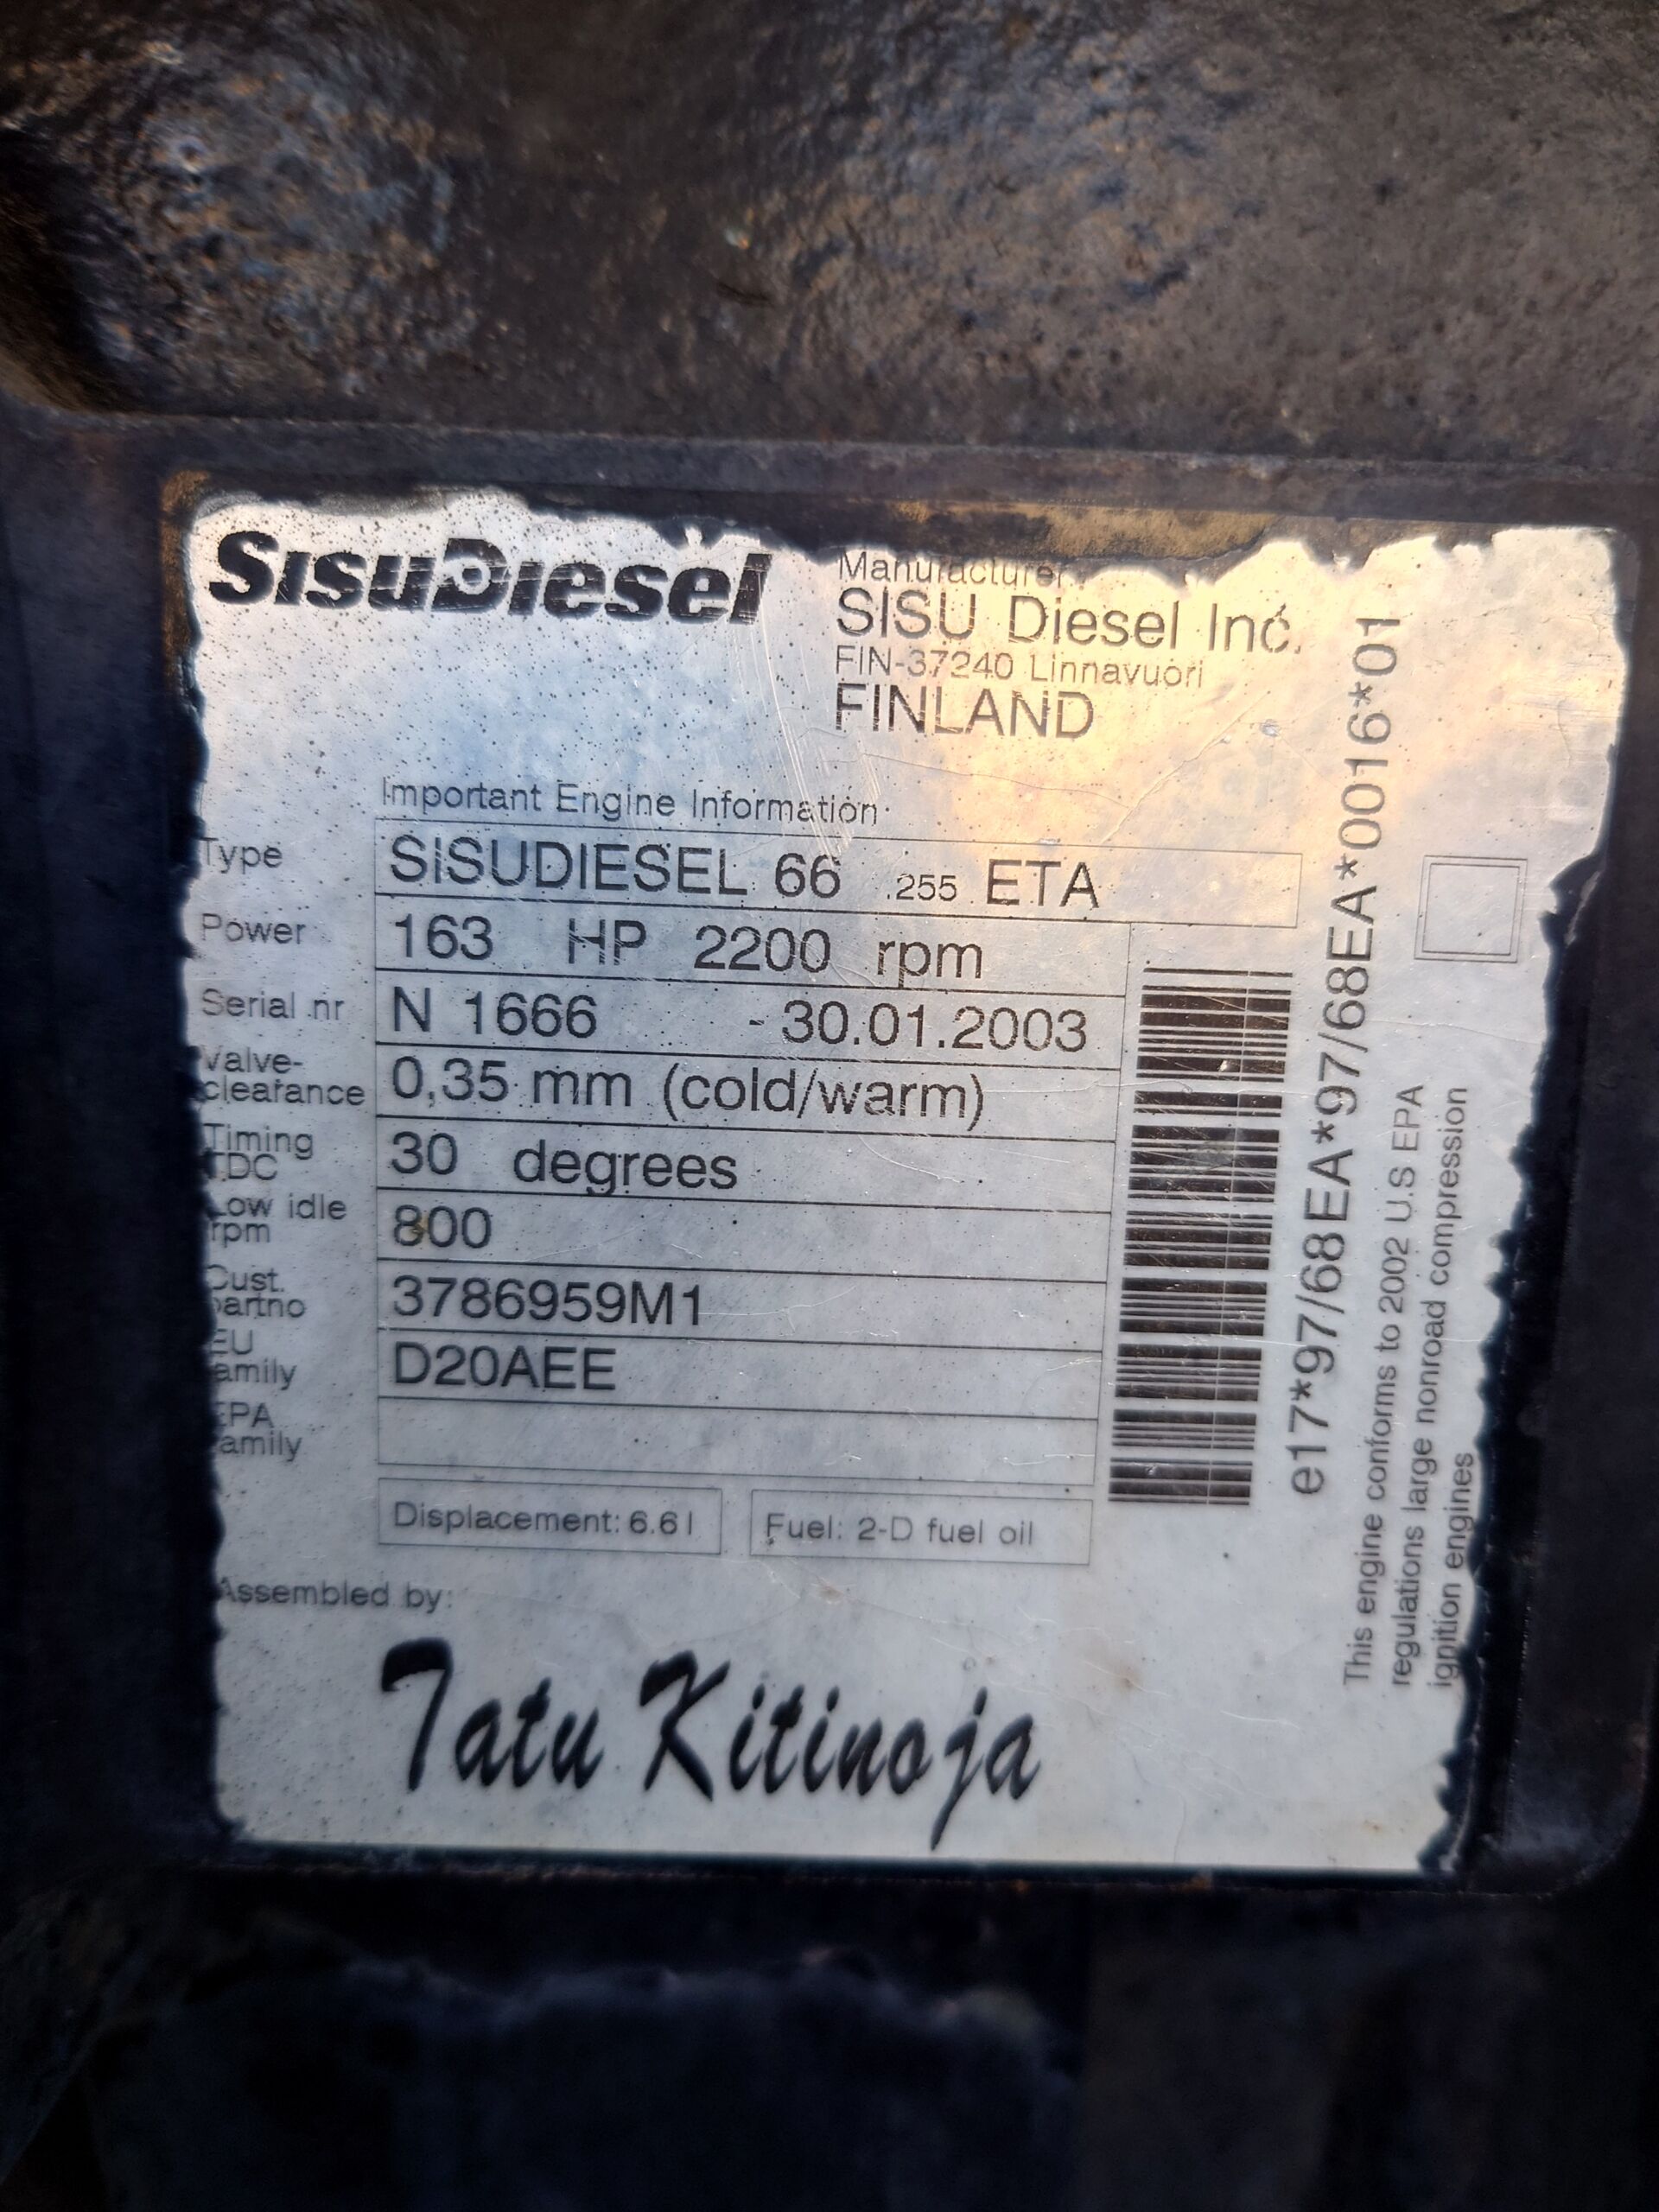 SisuDiesel
Manufacturer
SISU Diesel Inc.
FIN-37240 Linnavuori
FINLAND
Important Engine Information
Type SISUDIESEL 66 .255 ETA
Power 163 HP 2200 rpm
Serial nr N 1666 - 30.01.2003
Valve-
clearance 0,35 mm (cold/warm)
Timing
TDC 30 degrees
Low idle
rpm 800
Cust.
partno 3786959M1
EU
family D20AEE
EPA
family
Displacement: 6.6 l Fuel: 2-D fuel oil
Assembled by:
Tatu Kitinoja
e17*97/68EA*97/68EA*0016*01
This engine conforms to 2002 U.S EPA
regulations large nonroad compression
ignition engines